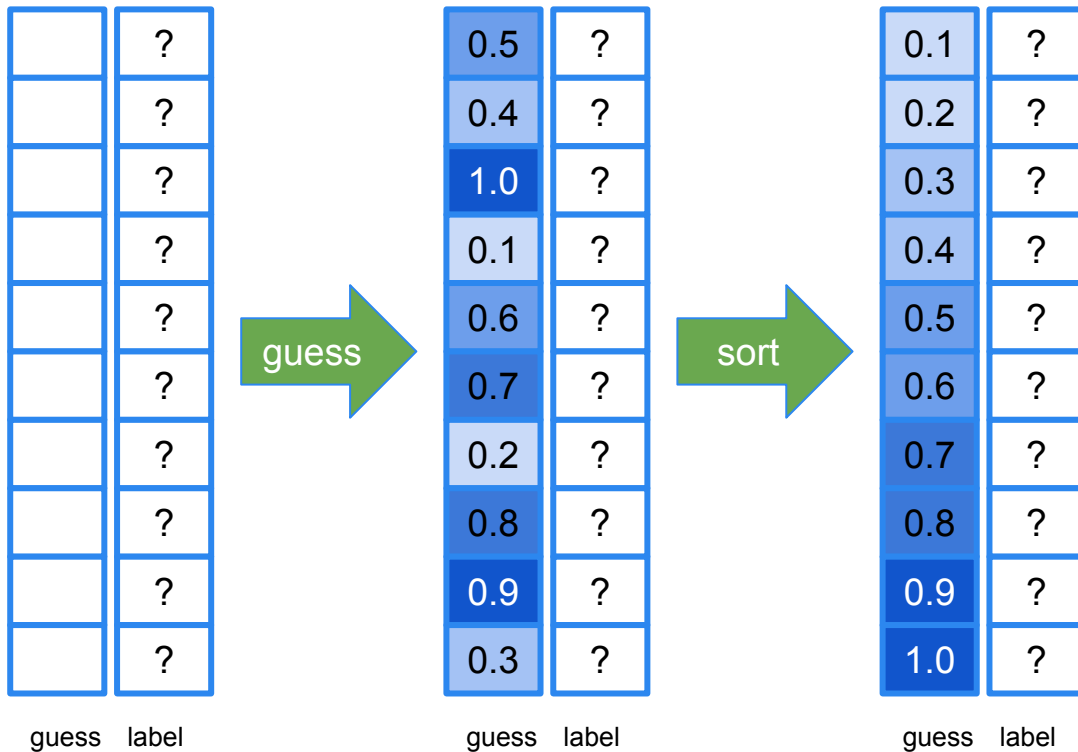 ? 0.5 ? 0.1 ?
? 0.4 ? 0.2 ?
? 1.0 ? 0.3 ?
? 0.1 ? 0.4 ?
? 0.6 ? 0.5 ?
guess sort
? 0.7 ? 0.6 ?
? 0.2 ? 0.7 ?
? 0.8 ? 0.8 ?
? 0.9 ? 0.9 ?
? 0.3 ? 1.0 ?
guess label guess label guess label